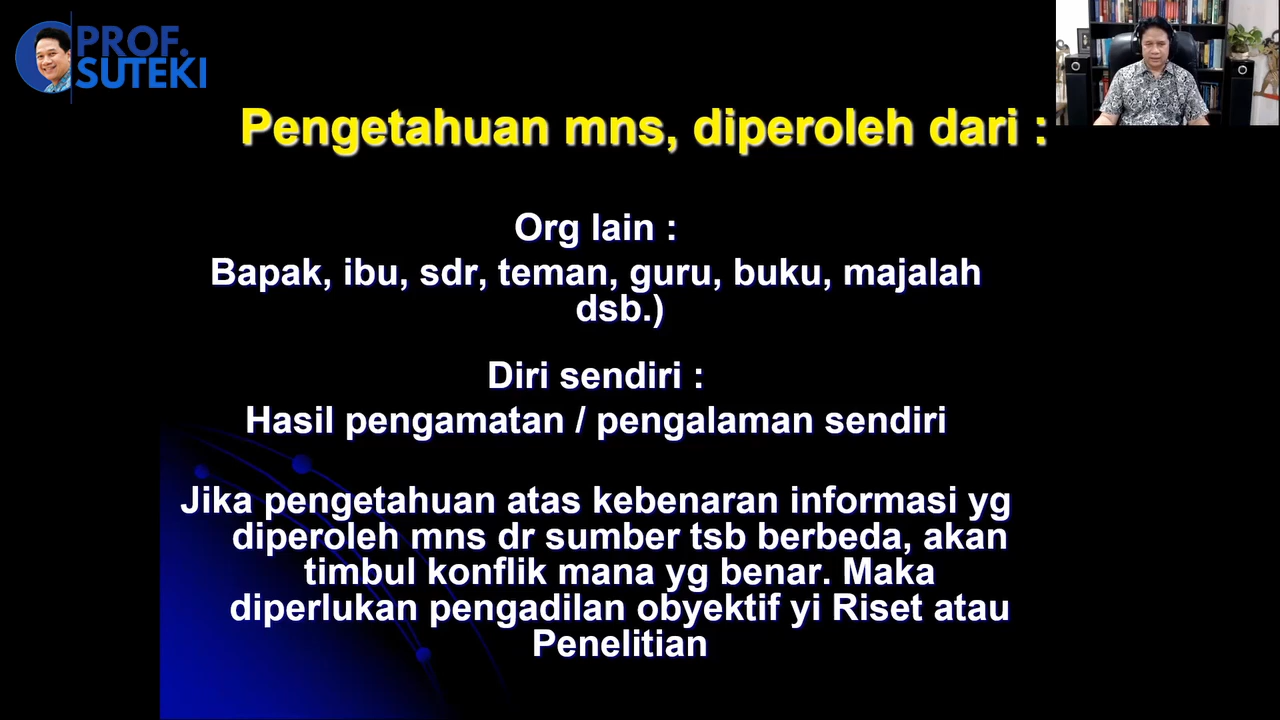 PROF.
SUTEKI
Pengetahuan mns, diperoleh dari :
Org lain :
Bapak, ibu, sdr, teman, guru, buku, majalah
dsb.)
Diri sendiri :
Hasil pengamatan / pengalaman sendiri
Jika pengetahuan atas kebenaran informasi yg
diperoleh mns dr sumber tsb berbeda, akan
timbul konflik mana yg benar. Maka
diperlukan pengadilan obyektif yi Riset atau
Penelitian